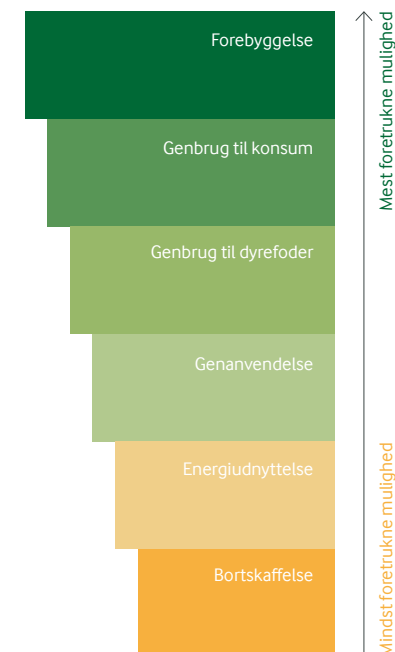 Forebyggelse
Genbrug til konsum
Genbrug til dyrefoder
Genanvendelse
Energiudnyttelse
Bortskaffelse
Mest foretrukne mulighed
Mindst foretrukne mulighed